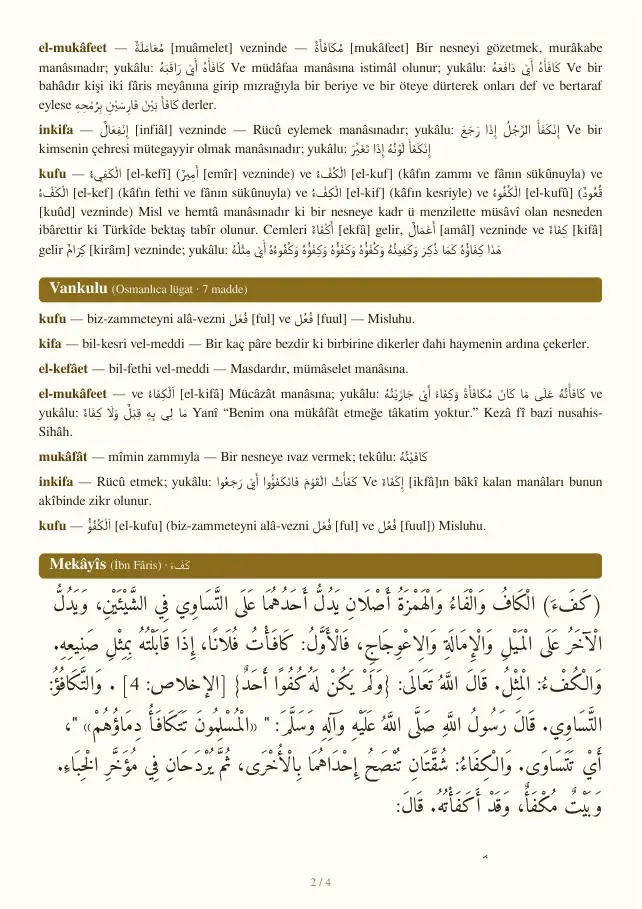 el-mukâfeet — مُعَامَلَةٌ [muâmelet] vezninde — مُكَافَأَةٌ [mukâfeet] Bir nesneyi gözetmek, murâkabe
manâsınadır; yukâlu: كَافَأَهُ أَيْ رَاقَبَهُ Ve müdâfaa manâsına istimâl olunur; yukâlu: كَافَأَهُ أَيْ دَافَعَهُ Ve bir
bahâdır kişi iki fâris meyânına girip mızrağıyla bir beriye ve bir öteye dürterek onları def ve bertaraf
eylese كَافَأَ بَيْنَ فَارِسَيْنِ بِرُمْحِهِ derler.
inkifa — إِنْفِعَالٌ [infiâl] vezninde — Rücû eylemek manâsınadır; yukâlu: إِنْكَفَأَ الرَّجُلُ إِذَا رَجَعَ Ve bir
kimsenin çehresi mütegayyir olmak manâsınadır; yukâlu: إِنْكَفَأَ لَوْنُهُ إِذَا تَغَيَّرَ
kufu — الْكَفِيءُ [el-kefî] (أَمِيرٌ [emîr] vezninde) ve الْكُفْءُ [el-kuf] (kâfın zammı ve fânın sükûnuyla) ve
الْكَفْءُ [el-kef] (kâfın fethi ve fânın sükûnuyla) ve الْكِفْءُ [el-kif] (kâfın kesriyle) ve الْكُفُوءُ [el-kufû] (قُعُودٌ
[kuûd] vezninde) Misl ve hemtâ manâsınadır ki bir nesneye kadr ü menzilette müsâvî olan nesneden
ibârettir ki Türkîde bektaş tabîr olunur. Cemleri أَكْفَاءٌ [ekfâ] gelir, أَعْمَالٌ [amâl] vezninde ve كِفَاءٌ [kifâ]
gelir كِرَامٌ [kirâm] vezninde; yukâlu: هَذَا كِفَاؤُهُ كَمَا ذُكِرَ وَكَفِيئُهُ وَكُفْؤُهُ وَكَفْؤُهُ وَكِفْؤُهُ وَكُفُوءُهُ أَيْ مِثْلُهُ
Vankulu (Osmanlıca lügat · 7 madde)
kufu — biz-zammeteyni alâ-vezni فُعْل [ful] ve فُعُل [fuul] — Misluhu.
kifa — bil-kesri vel-meddi — Bir kaç pâre bezdir ki birbirine dikerler dahi haymenin ardına çekerler.
el-kefâet — bil-fethi vel-meddi — Masdardır, mümâselet manâsına.
el-mukâfeet — ve اَلْكِفَاءُ [el-kifâ] Mücâzât manâsına; yukâlu: كَافَأْتُهُ عَلَى مَا كَانَ مُكَافَأَةً وَكِفَاءً أَيْ جَازَيْتُهُ ve
yukâlu: مَا لِي بِهِ قِبَلٌ وَلَا كِفَاءٌ Yanî “Benim ona mükâfât etmeğe tâkatim yoktur.” Kezâ fî bazi nusahis-
Sihâh.
mukâfât — mîmin zammıyla — Bir nesneye ıvaz vermek; tekûlu: كَافَيْتُهُ
inkifa — Rücû etmek; yukâlu: كَفَأْتُ الْقَوْمَ فَانْكَفَؤُوا أَيْ رَجَعُوا Ve إِكْفَاءٌ [ikfâ]ın bâkî kalan manâları bunun
akîbinde zikr olunur.
kufu — اَلْكُفُؤُ [el-kufu] (biz-zammeteyni alâ-vezni فُعْل [ful] ve فُعُل [fuul]) Misluhu.
Mekâyîs (İbn Fâris) · كَفَءَ
(كَفَءَ) الْكَافُ وَالْفَاءُ وَالْهَمْزَةُ أَصْلَانِ يَدُلُّ أَحَدُهُمَا عَلَى التَّسَاوِي فِي الشَّيْئَيْنِ، وَيَدُلُّ
الْآخَرُ عَلَى الْمَيْلِ وَالْإِمَالَةِ وَالِاعْوِجَاجِ، فَالْأَوَّلُ: كَافَأْتُ فُلَانًا، إِذَا قَابَلْتَهُ بِمِثْلِ صَنِيعِهِ.
وَالْكُفْءُ: الْمِثْلُ. قَالَ اللَّهُ تَعَالَى: {وَلَمْ يَكُنْ لَهُ كُفُوًا أَحَدٌ} [الإخلاص: 4] . وَالتَّكَافُؤُ:
التَّسَاوِي. قَالَ رَسُولُ اللَّهِ صَلَّى اللَّهُ عَلَيْهِ وَآلِهِ وَسَلَّمَ: " «الْمُسْلِمُونَ تَتَكَافَأُ دِمَاؤُهُمْ» "،
أَيْ تَتَسَاوَى. وَالْكِفَاءُ: شُقَّتَانِ تُنْصَحُ إِحْدَاهُمَا بِالْأُخْرَى، ثُمَّ يُرْدَحَانِ فِي مُؤَخَّرِ الْخِبَاءِ.
وَبَيْتٌ مُكْفَأٌ، وَقَدْ أَكْفَأْتُهُ. قَالَ:
2 / 4